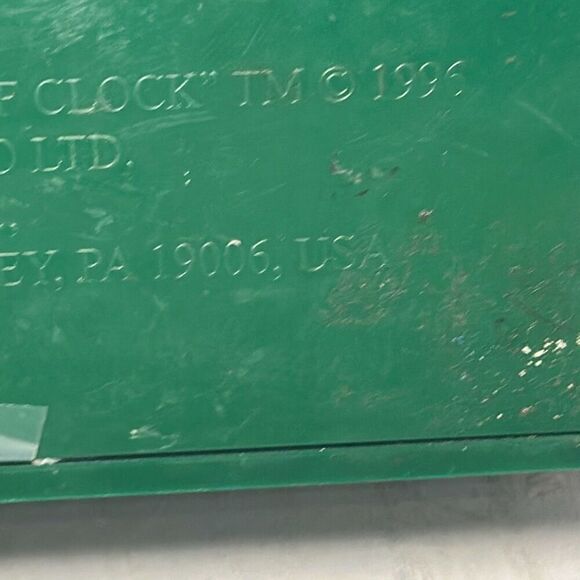 F CLOCK" TM © 1996
O LTD.
EY, PA 19006, USA